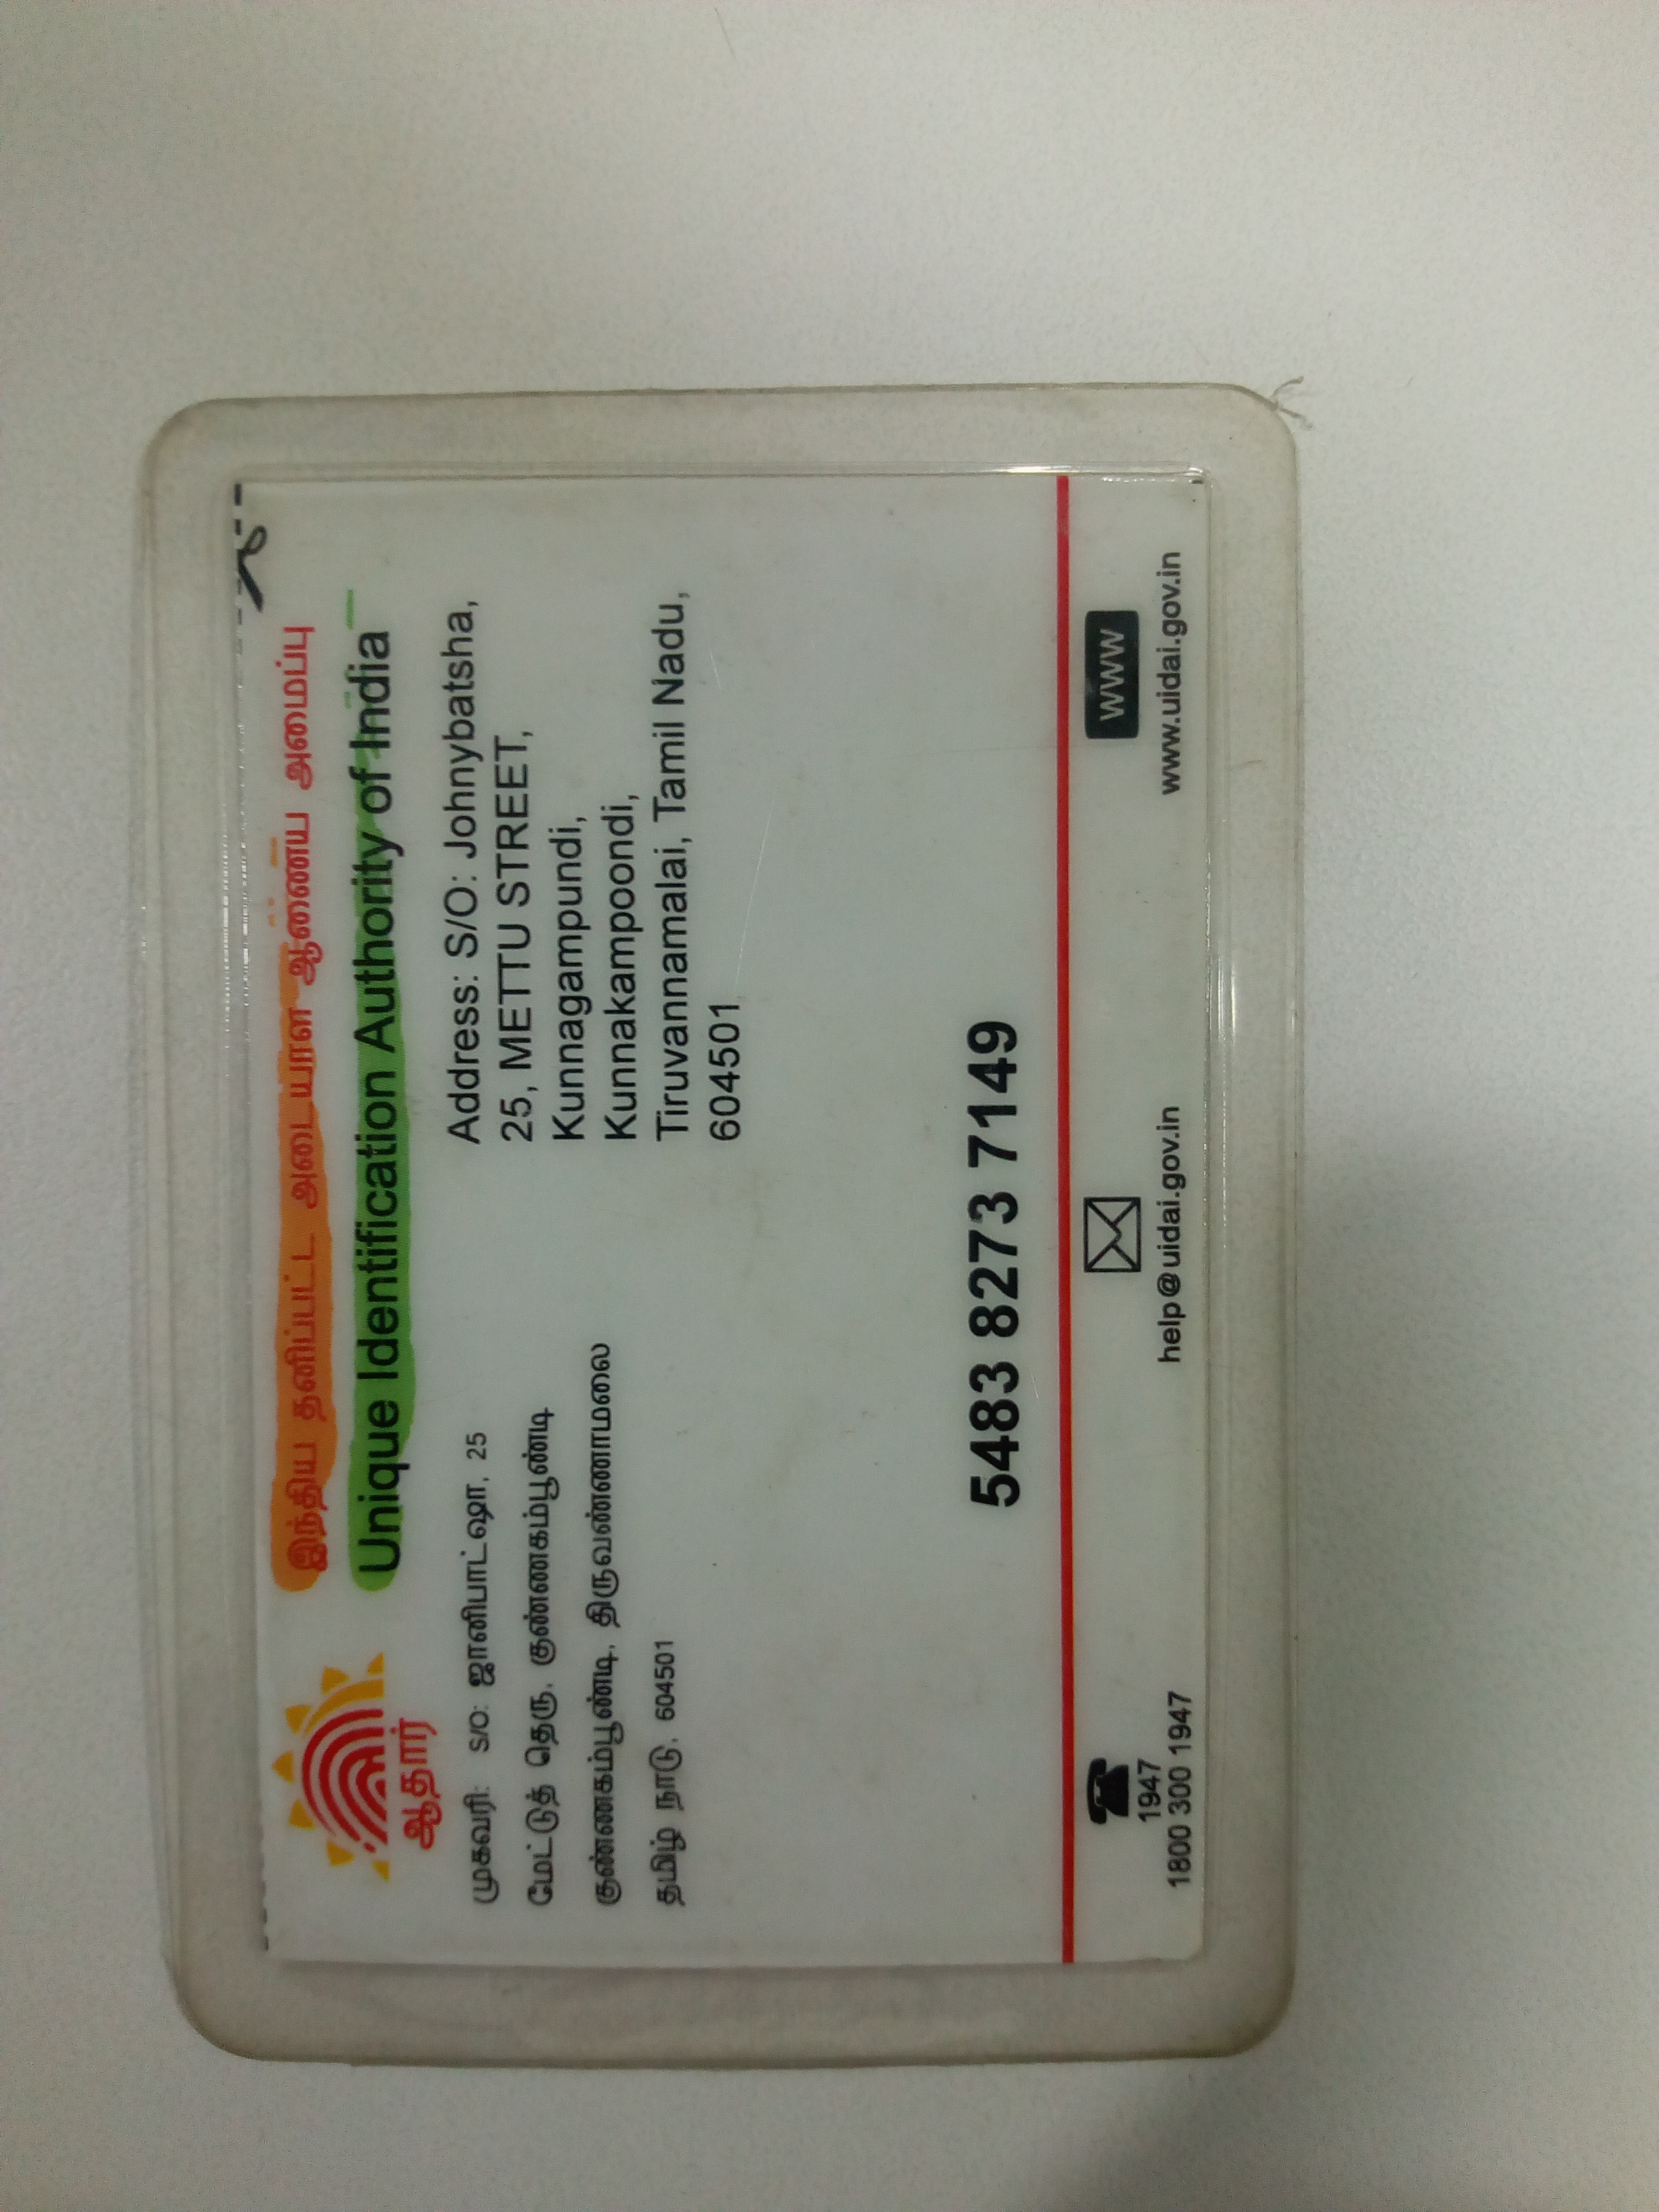 இந்திய தனிப்பட்ட அடையாள ஆணைய அமைப்பு
Unique Identification Authority of India
ஆதார்
முகவரி: S/O: ஜானிபாட்ஷா, 25
மேட்டுத் தெரு, குண்ணகம்பூண்டி
குண்ணகம்பூண்டி, திருவண்ணாமலை
தமிழ் நாடு, 604501
Address: S/O: Johnybatsha,
25, METTU STREET,
Kunnagampundi,
Kunnakampoondi,
Tiruvannamalai, Tamil Nadu,
604501
5483 8273 7149
1947
1800 300 1947
help@uidai.gov.in
WWW
www.uidai.gov.in